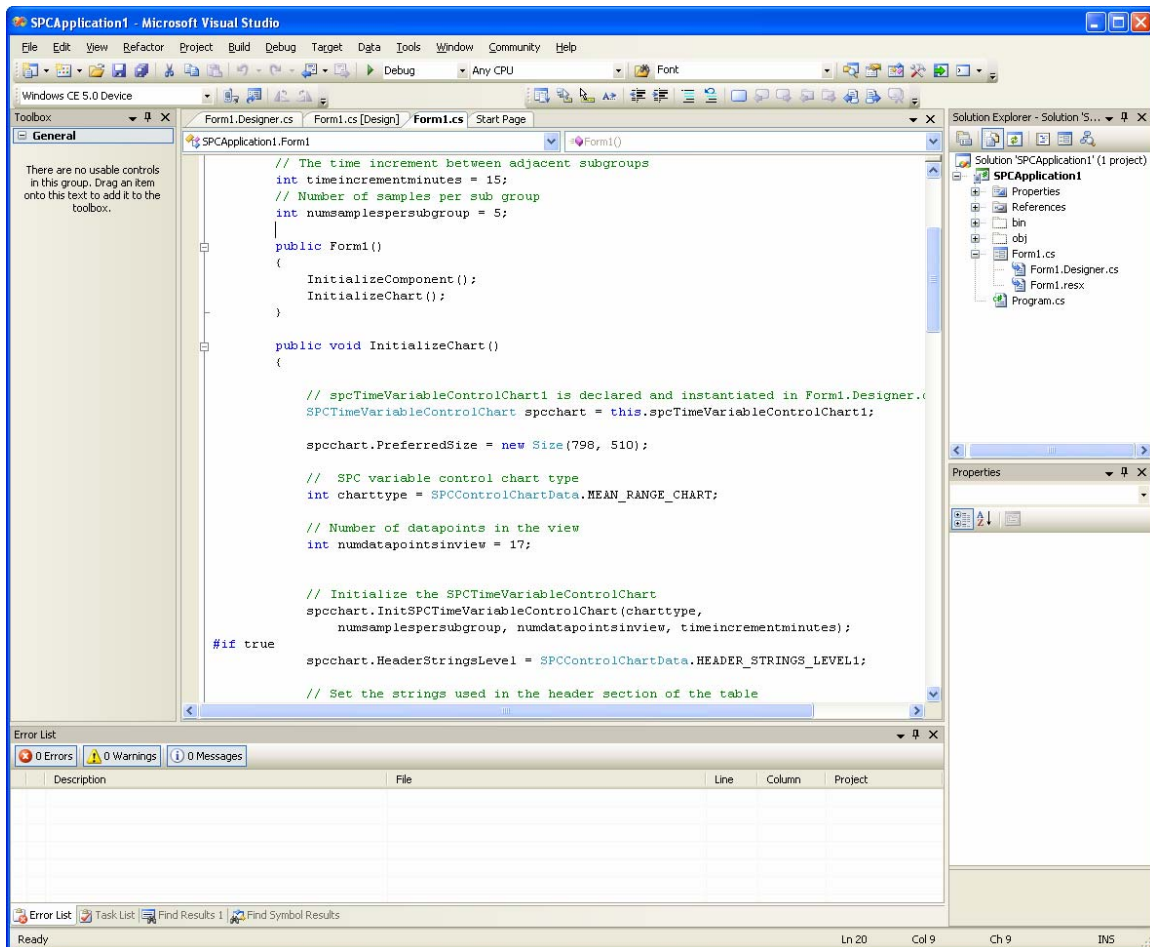 SPCApplication1 - Microsoft Visual Studio
File Edit View Refactor Project Build Debug Target Data Tools Window Community Help
Debug Any CPU Font
Windows CE 5.0 Device
Toolbox
General
There are no usable controls
in this group. Drag an item
onto this text to add it to the
toolbox.
Form1.Designer.cs Form1.cs [Design] Form1.cs Start Page
SPCApplication1.Form1 Form1()
// The time increment between adjacent subgroups
int timeincrementminutes = 15;
// Number of samples per sub group
int numsamplespersubgroup = 5;
public Form1()
{
InitializeComponent();
InitializeChart();
}
public void InitializeChart()
{
// spcTimeVariableControlChart1 is declared and instantiated in Form1.Designer.
SPCTimeVariableControlChart spcchart = this.spcTimeVariableControlChart1;
spcchart.PreferredSize = new Size(798, 510);
// SPC variable control chart type
int charttype = SPCControlChartData.MEAN_RANGE_CHART;
// Number of datapoints in the view
int numdatapointsinview = 17;
// Initialize the SPCTimeVariableControlChart
spcchart.InitSPCTimeVariableControlChart(charttype,
numsamplespersubgroup, numdatapointsinview, timeincrementminutes);
#if true
spcchart.HeaderStringsLevel = SPCControlChartData.HEADER_STRINGS_LEVEL1;
// Set the strings used in the header section of the table
Solution Explorer - Solution 'S...
Solution 'SPCApplication1' (1 project)
SPCApplication1
Properties
References
bin
obj
Form1.cs
Form1.Designer.cs
Form1.resx
Program.cs
Properties
Error List
0 Errors 0 Warnings 0 Messages
Description File Line Column Project
Error List Task List Find Results 1 Find Symbol Results
Ready Ln 20 Col 9 Ch 9 INS